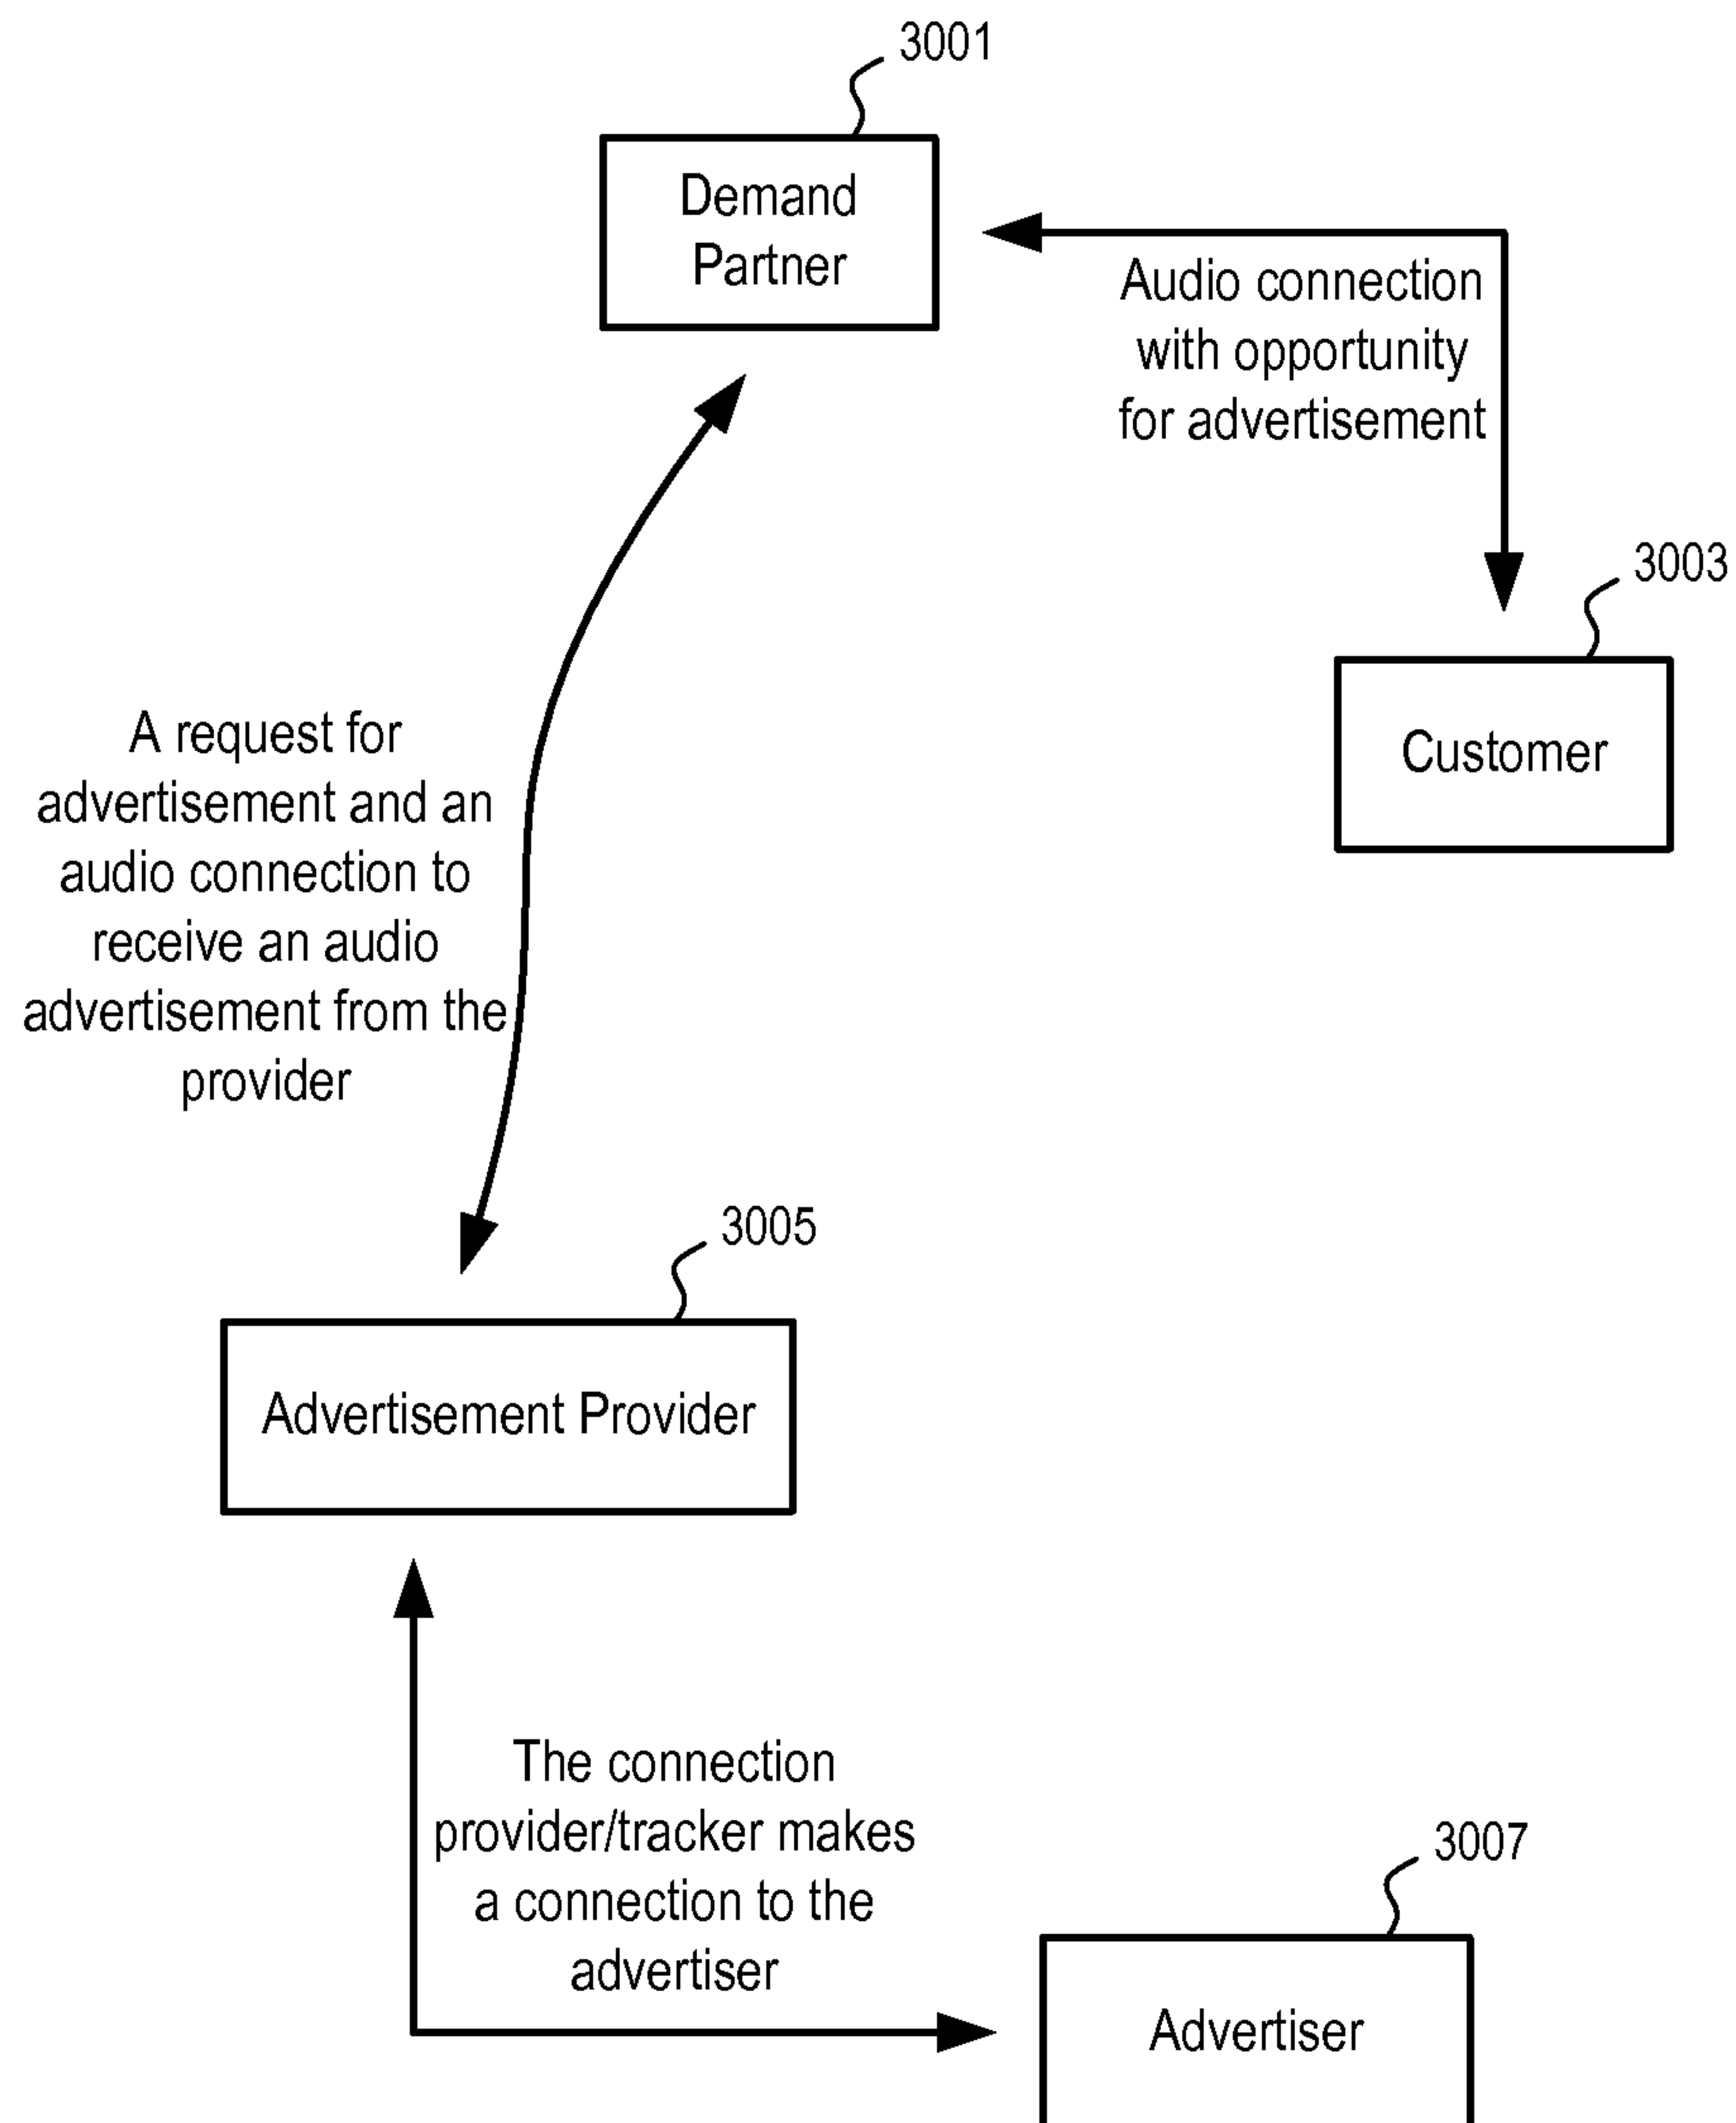 3001
Demand
Partner
Audio connection
with opportunity
for advertisement
3003
Customer
A request for
advertisement and an
audio connection to
receive an audio
advertisement from the
provider
3005
Advertisement Provider
The connection
provider/tracker makes
a connection to the
advertiser
3007
Advertiser